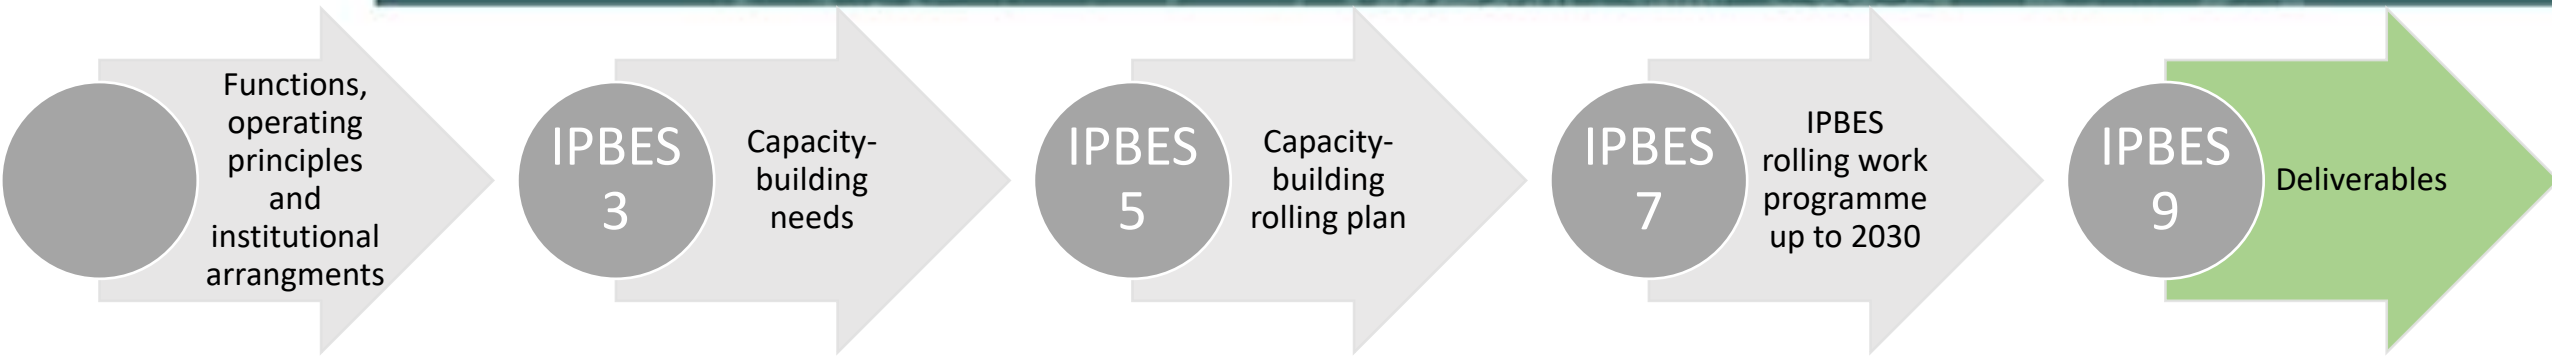 Functions,
operating
principles
and
institutional
arrangments
IPBES
3
Capacity-
building
needs
IPBES
5
Capacity-
building
rolling plan
IPBES
7
IPBES
rolling work
programme
up to 2030
IPBES
9
Deliverables